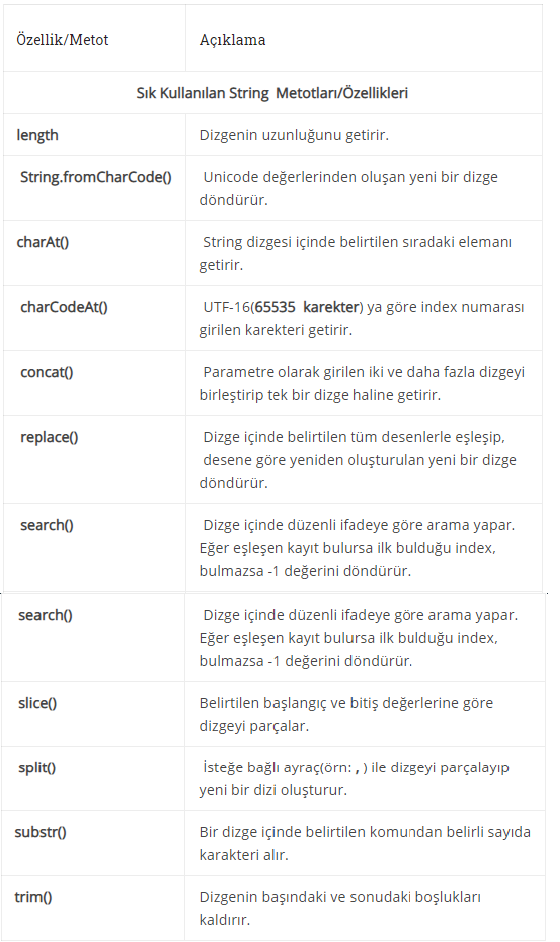 Özellik/Metot Açıklama
Sık Kullanılan String Metotları/Özellikleri
length Dizgenin uzunluğunu getirir.
String.fromCharCode() Unicode değerlerinden oluşan yeni bir dizge
döndürür.
charAt() String dizgesi içinde belirtilen sıradaki elemanı
getirir.
charCodeAt() UTF-16(65535 karekter) ya göre index numarası
girilen karekteri getirir.
concat() Parametre olarak girilen iki ve daha fazla dizgeyi
birleştirip tek bir dizge haline getirir.
replace() Dizge içinde belirtilen tüm desenlerle eşleşip,
desene göre yeniden oluşturulan yeni bir dizge
döndürür.
search() Dizge içinde düzenli ifadeye göre arama yapar.
Eğer eşleşen kayıt bulursa ilk bulduğu index,
bulmazsa -1 değerini döndürür.
search() Dizge içinde düzenli ifadeye göre arama yapar.
Eğer eşleşen kayıt bulursa ilk bulduğu index,
bulmazsa -1 değerini döndürür.
slice() Belirtilen başlangıç ve bitiş değerlerine göre
dizgeyi parçalar.
split() İsteğe bağlı ayraç(örn: , ) ile dizgeyi parçalayıp
yeni bir dizi oluşturur.
substr() Bir dizge içinde belirtilen komundan belirli sayıda
karakteri alır.
trim() Dizgenin başındaki ve sonudaki boşlukları
kaldırır.